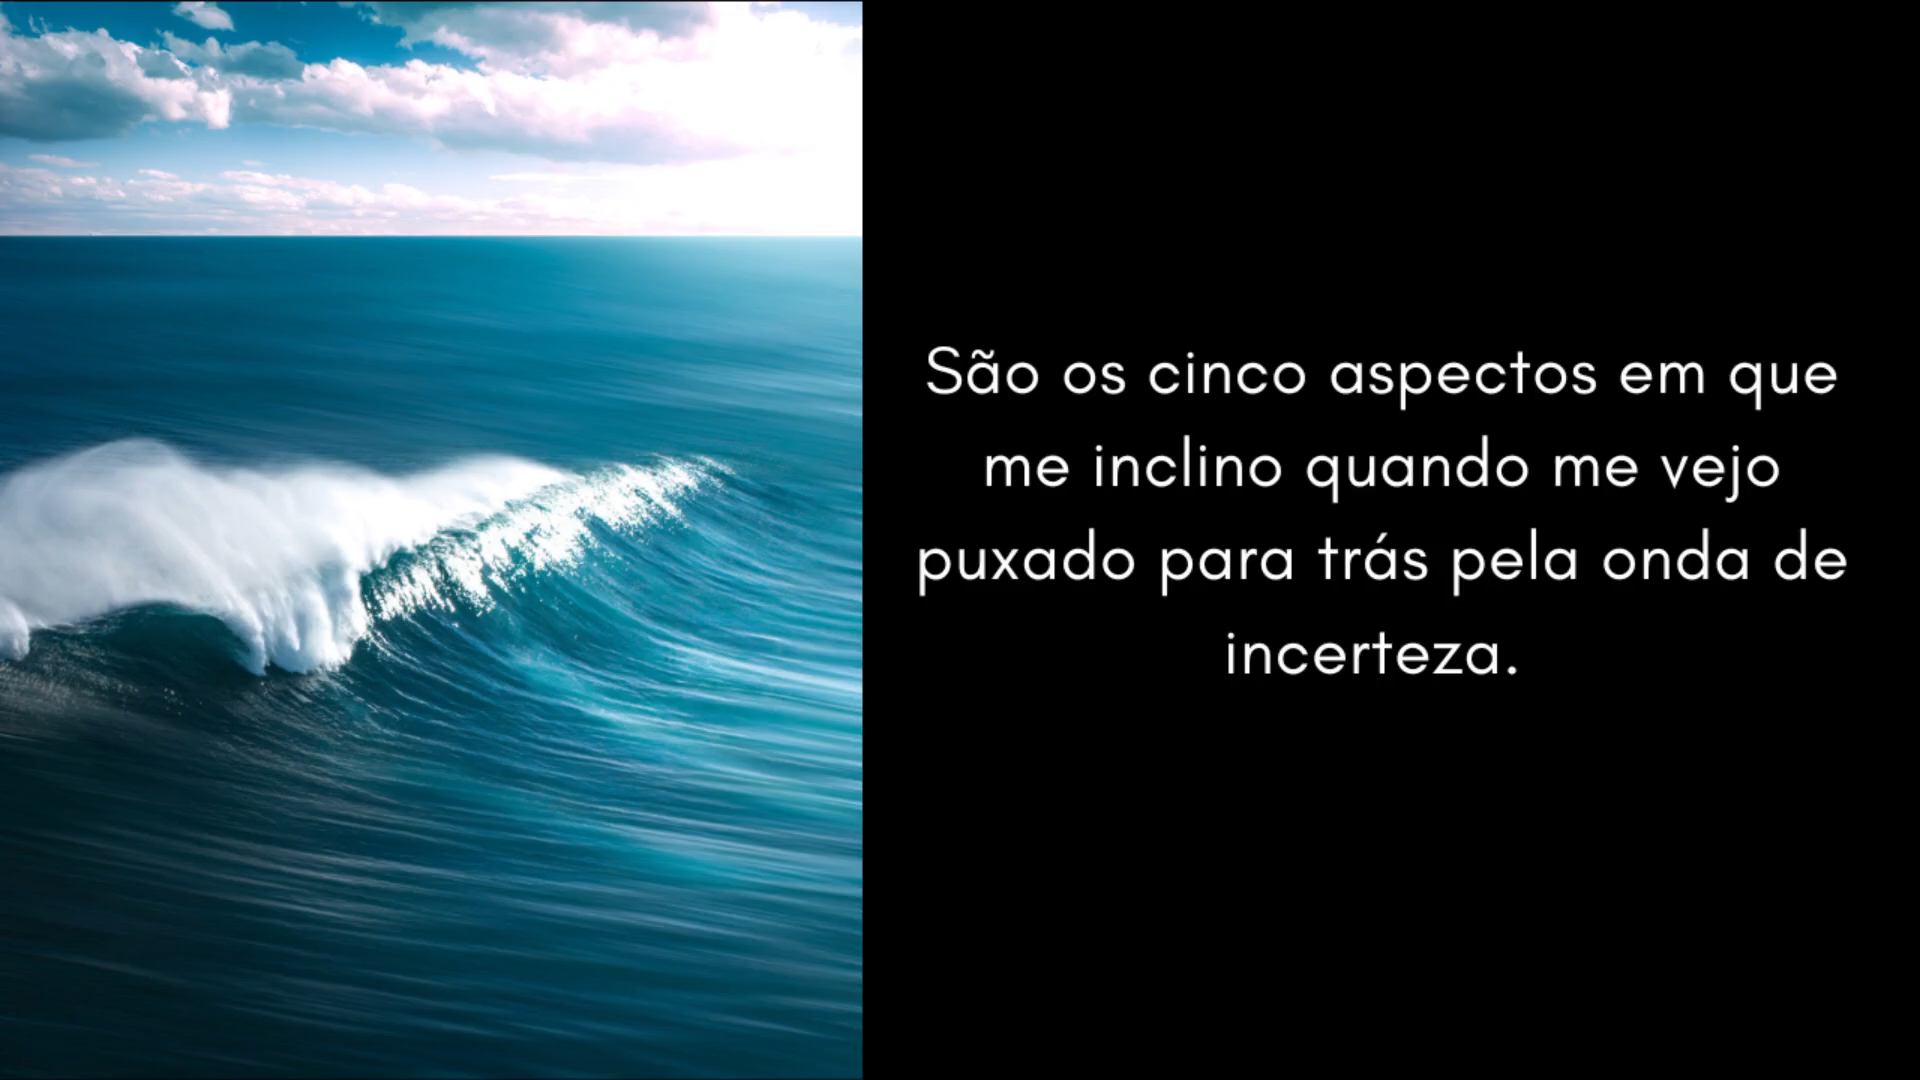 São os cinco aspectos em que
me inclino quando me vejo
puxado para trás pela onda de
incerteza.